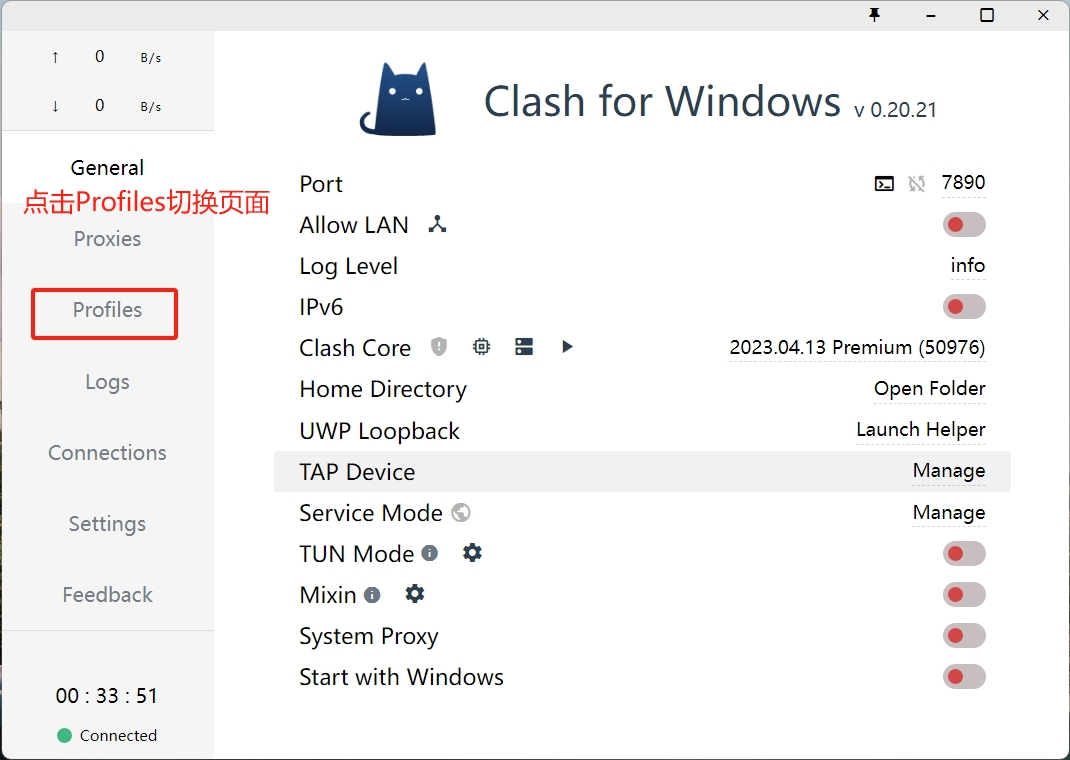 ↑ 0 B/s
↓ 0 B/s
General
点击Profiles切换页面
Proxies
Profiles
Logs
Connections
Settings
Feedback
00 : 33 : 51
Connected
Clash for Windows v 0.20.21
Port 7890
Allow LAN
Log Level info
IPv6
Clash Core 2023.04.13 Premium (50976)
Home Directory Open Folder
UWP Loopback Launch Helper
TAP Device Manage
Service Mode Manage
TUN Mode
Mixin
System Proxy
Start with Windows